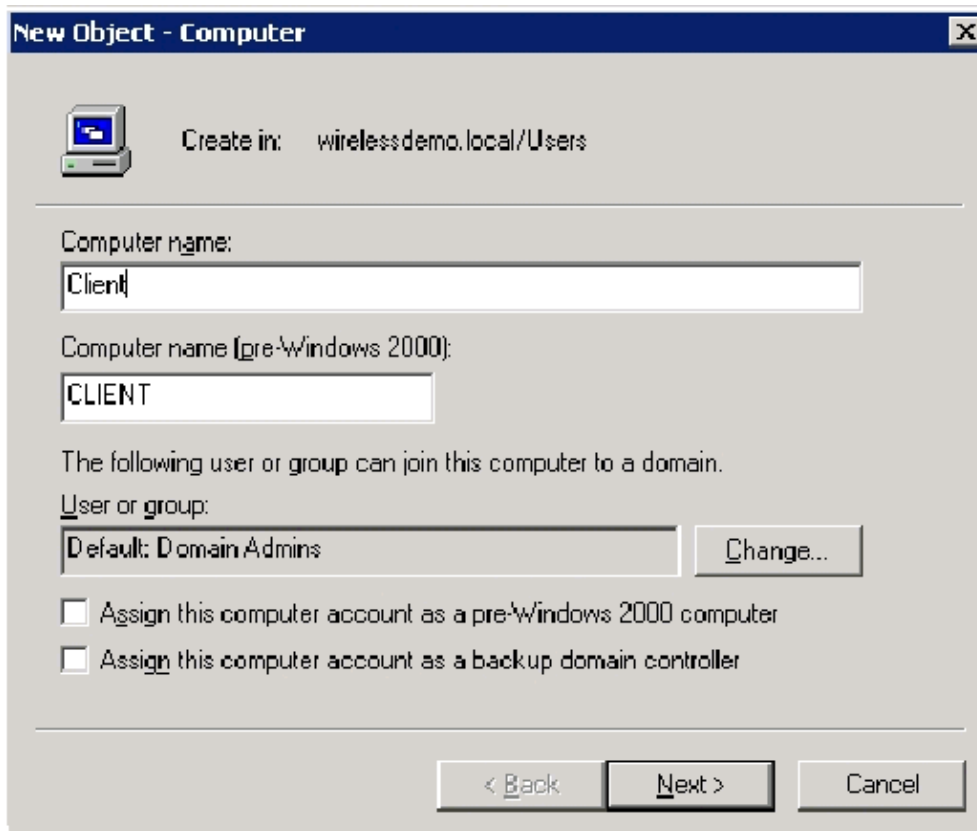 New Object - Computer
Create in: wirelessdemo.local/Users
Computer name:
Client
Computer name (pre-Windows 2000):
CLIENT
The following user or group can join this computer to a domain.
User or group:
Default: Domain Admins
Change...
Assign this computer account as a pre-Windows 2000 computer
Assign this computer account as a backup domain controller
< Back Next > Cancel